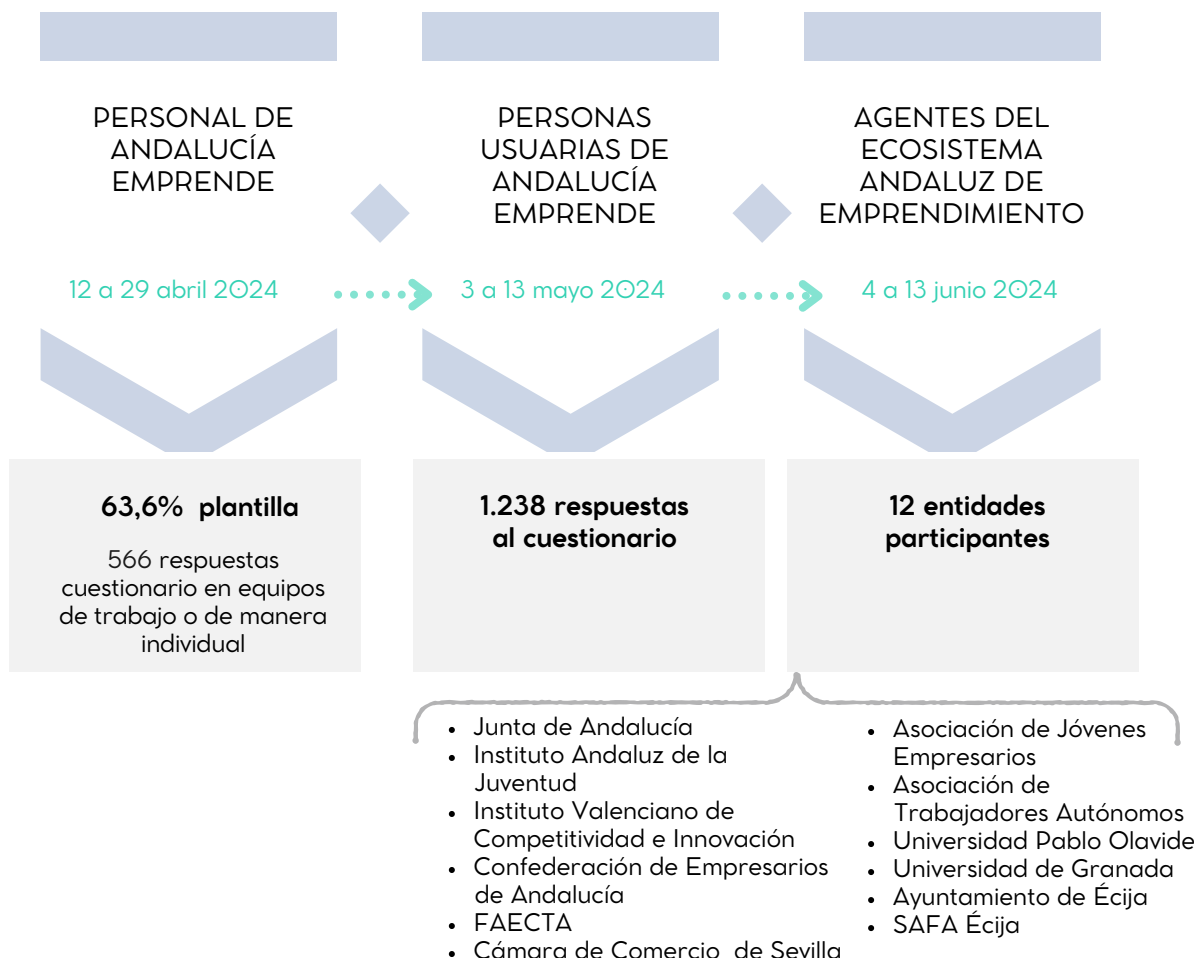 PERSONAL DE
ANDALUCÍA
EMPRENDE
12 a 29 abril 2024
63,6% plantilla
566 respuestas
cuestionario en equipos
de trabajo o de manera
individual
PERSONAS
USUARIAS DE
ANDALUCÍA
EMPRENDE
3 a 13 mayo 2024
1.238 respuestas
al cuestionario
AGENTES DEL
ECOSISTEMA
ANDALUZ DE
EMPRENDIMIENTO
4 a 13 junio 2024
12 entidades
participantes
• Junta de Andalucía
• Instituto Andaluz de la
Juventud
• Instituto Valenciano de
Competitividad e Innovación
• Confederación de Empresarios
de Andalucía
• FAECTA
• Cámara de Comercio de Sevilla
• Asociación de Jóvenes
Empresarios
• Asociación de
Trabajadores Autónomos
• Universidad Pablo Olavide
• Universidad de Granada
• Ayuntamiento de Écija
• SAFA Écija